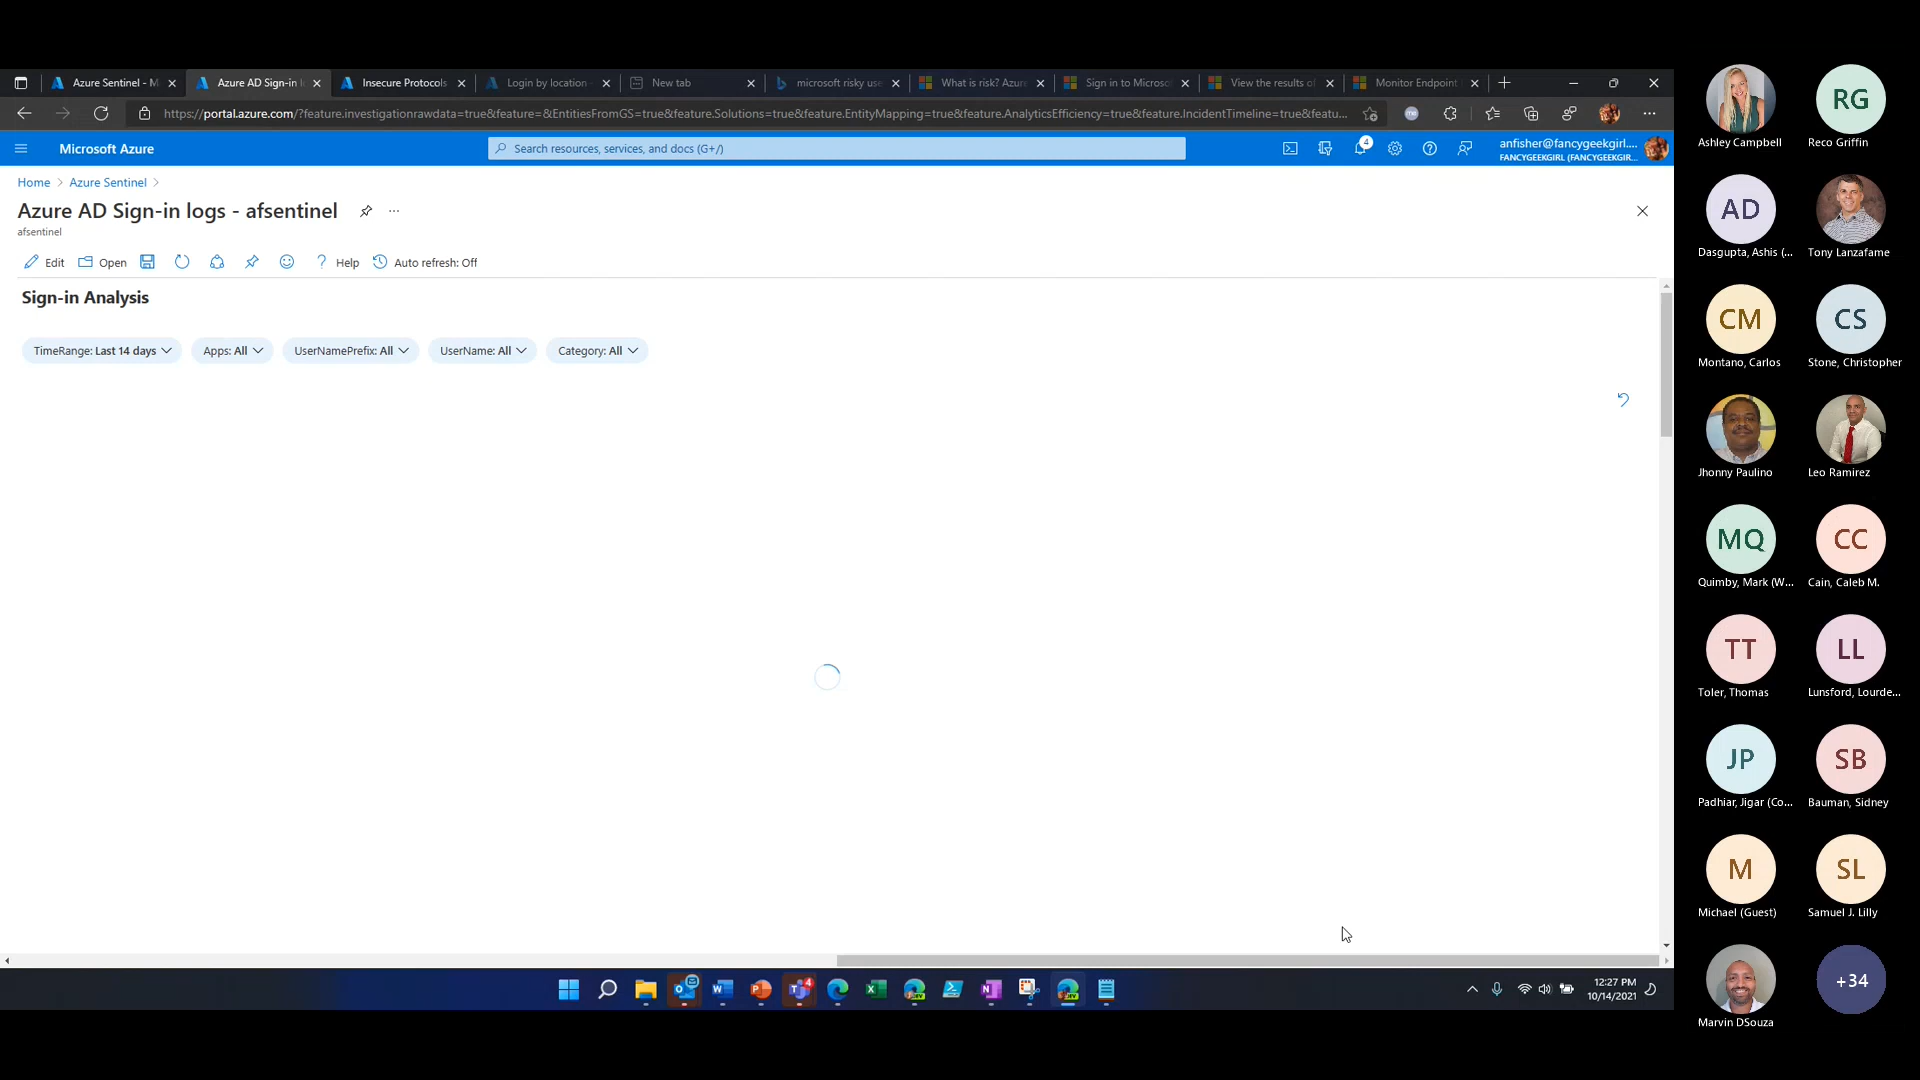 Azure Sentinel - M
Azure AD Sign-in l
Insecure Protocols
Login by location -
New tab
microsoft risky use
What is risk? Azure
Sign in to Microsoft
View the results of
Monitor Endpoint
https://portal.azure.com/?feature.investigationrawdata=true&feature=&EntitiesFromGS=true&feature.Solutions=true&feature.EntityMapping=true&feature.AnalyticsEfficiency=true&feature.IncidentTimeline=true&featu...
Microsoft Azure
Search resources, services, and docs (G+/)
4
anfisher@fancygeekgirl....
FANCYGEEKGIRL (FANCYGEEKGIR...
Home > Azure Sentinel >
Azure AD Sign-in logs - afsentinel
...
afsentinel
Edit Open Help Auto refresh: Off
Sign-in Analysis
TimeRange: Last 14 days
Apps: All
UserNamePrefix: All
UserName: All
Category: All
12:27 PM
10/14/2021
Ashley Campbell
RG
Reco Griffin
AD
Dasgupta, Ashis (...
Tony Lanzafame
CM
Montano, Carlos
CS
Stone, Christopher
Jhonny Paulino
Leo Ramirez
MQ
Quimby, Mark (W...
CC
Cain, Caleb M.
TT
Toler, Thomas
LL
Lunsford, Lourde...
JP
Padhiar, Jigar (Co...
SB
Bauman, Sidney
M
Michael (Guest)
SL
Samuel J. Lilly
Marvin DSouza
+34